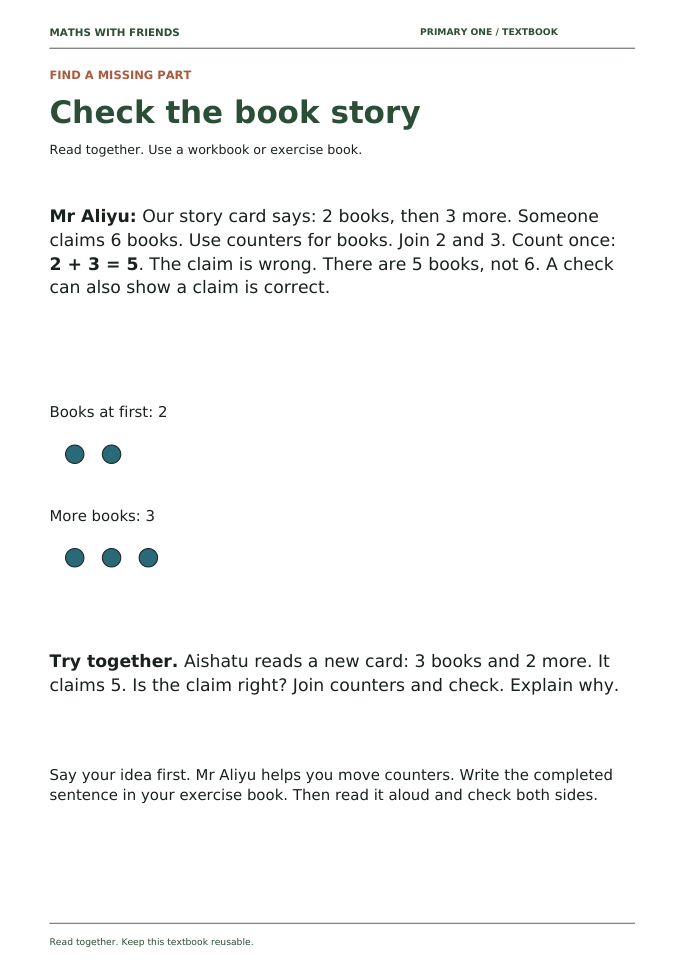 MATHS WITH FRIENDS
PRIMARY ONE / TEXTBOOK
FIND A MISSING PART
Check the book story
Read together. Use a workbook or exercise book.
Mr Aliyu: Our story card says: 2 books, then 3 more. Someone
claims 6 books. Use counters for books. Join 2 and 3. Count once:
2 + 3 = 5. The claim is wrong. There are 5 books, not 6. A check
can also show a claim is correct.
Books at first: 2
More books: 3
Try together. Aishatu reads a new card: 3 books and 2 more. It
claims 5. Is the claim right? Join counters and check. Explain why.
Say your idea first. Mr Aliyu helps you move counters. Write the completed
sentence in your exercise book. Then read it aloud and check both sides.
Read together. Keep this textbook reusable.